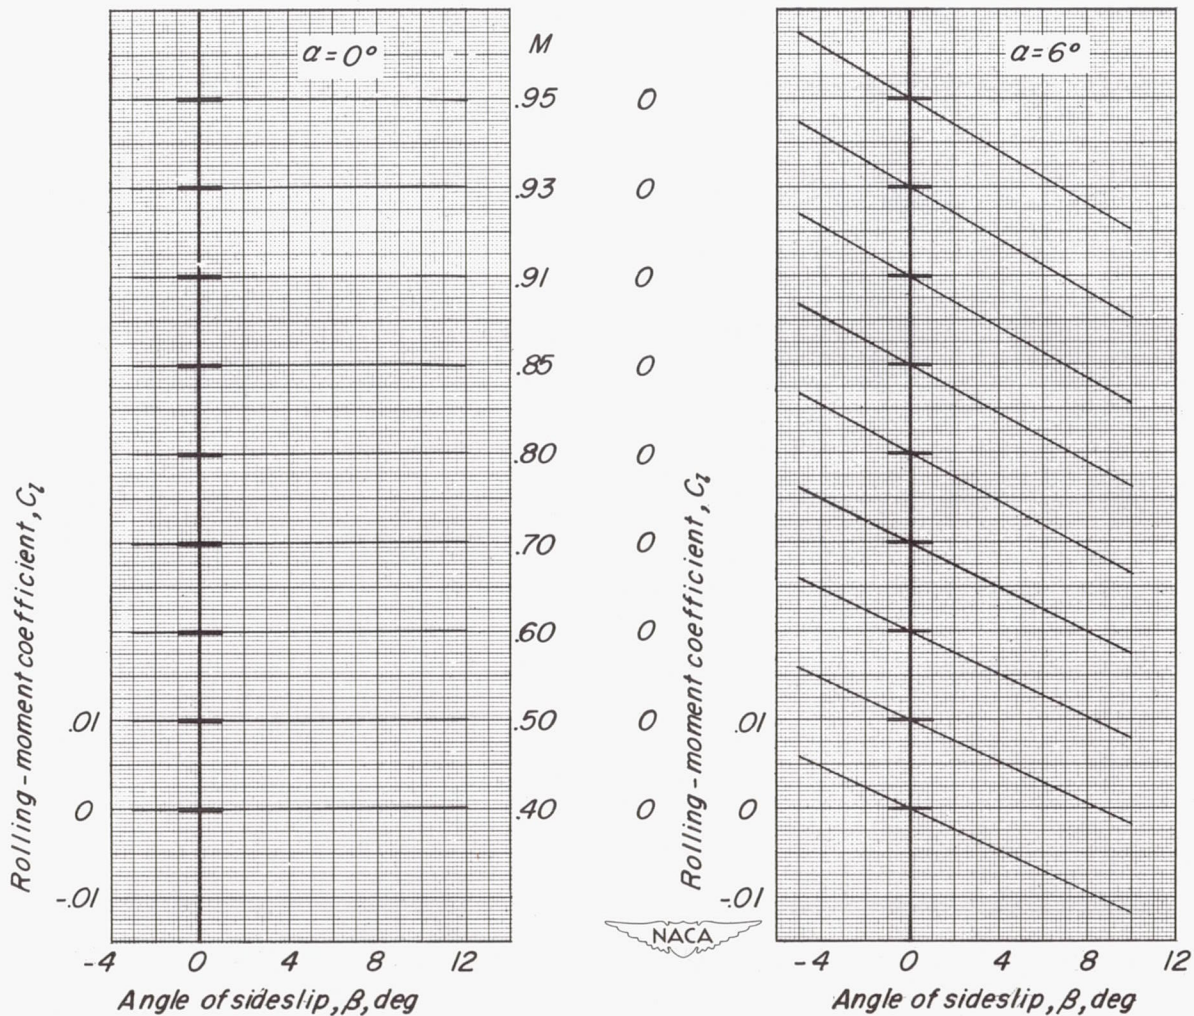 α = 0°
M
α = 6°
.95 0
.93 0
.91 0
.85 0
.80 0
.70 0
.60 0
.50 0
.40 0
Rolling-moment coefficient, Cl
.01
0
-.01
Rolling-moment coefficient, Cl
.01
0
-.01
NACA
-4 0 4 8 12
-4 0 4 8 12
Angle of sideslip, β, deg
Angle of sideslip, β, deg